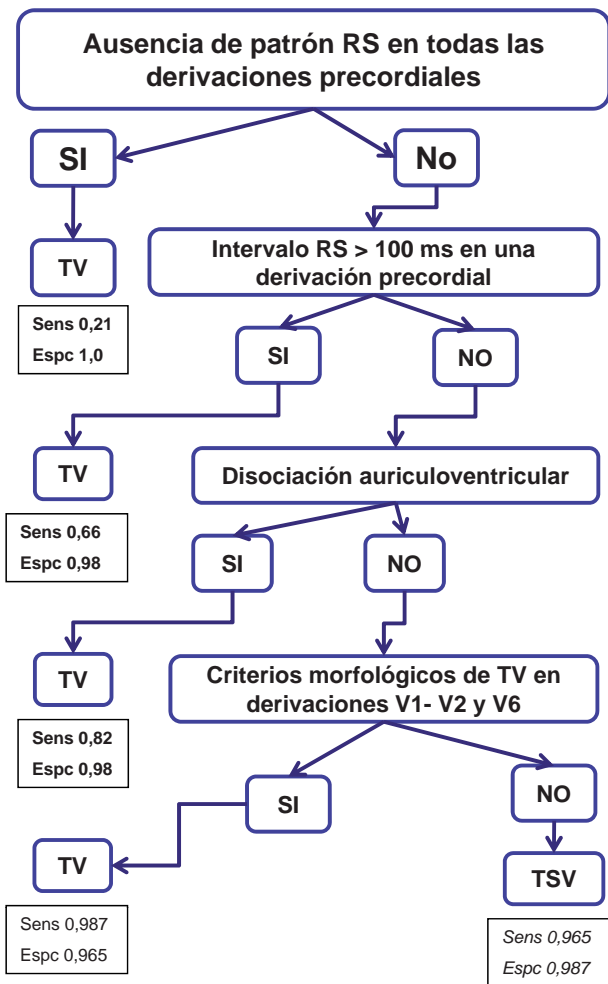 Ausencia de patrón RS en todas las
derivaciones precordiales
SI
No
TV
Sens 0,21
Espc 1,0
Intervalo RS > 100 ms en una
derivación precordial
SI
NO
TV
Sens 0,66
Espc 0,98
Disociación auriculoventricular
SI
NO
TV
Sens 0,82
Espc 0,98
Criterios morfológicos de TV en
derivaciones V1- V2 y V6
SI
NO
TV
Sens 0,987
Espc 0,965
TSV
Sens 0,965
Espc 0,987